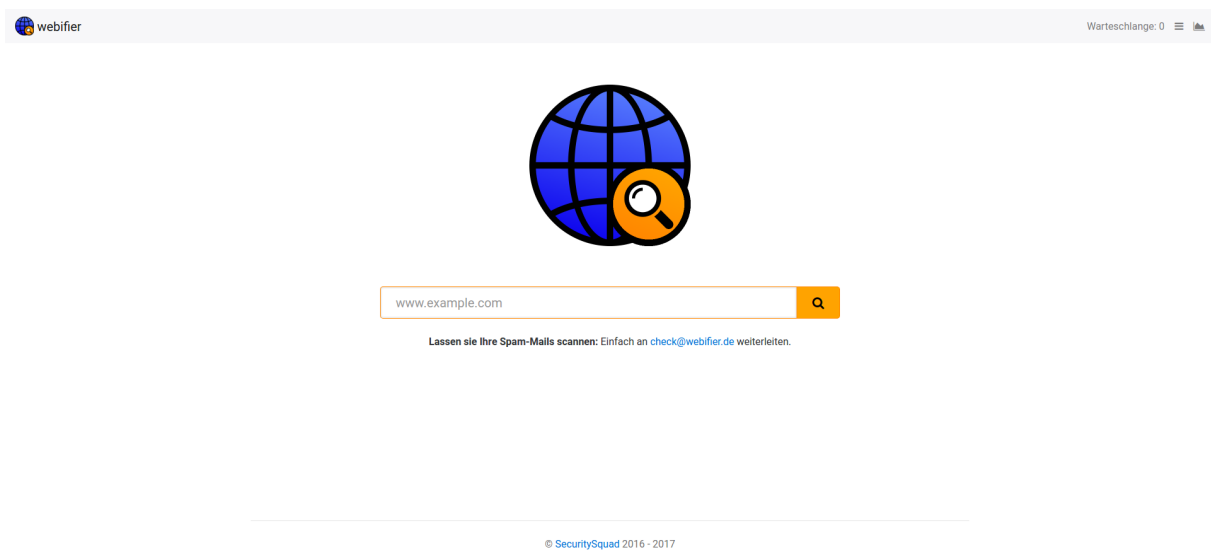 webifier
Warteschlange: 0
www.example.com
Lassen sie Ihre Spam-Mails scannen: Einfach an check@webifier.de weiterleiten.
© SecuritySquad 2016 - 2017